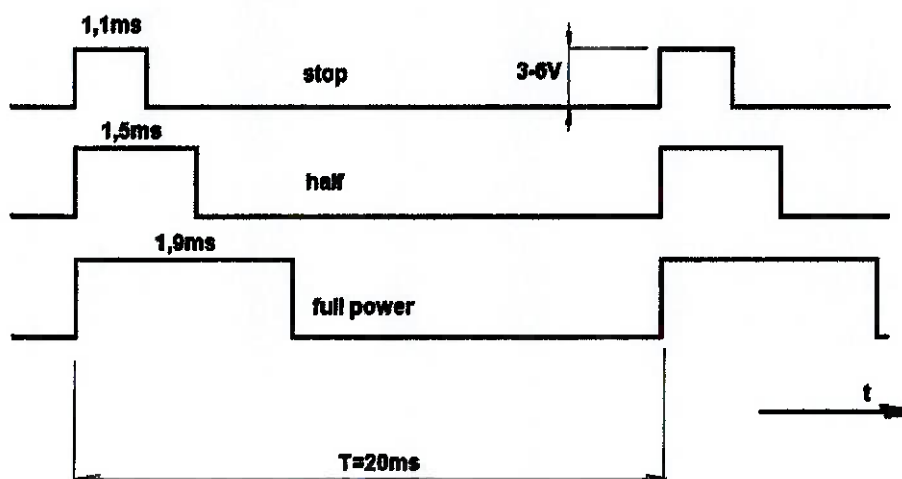 1,1ms
stop
3-6V
1,5ms
half
1,9ms
full power
t
T=20ms